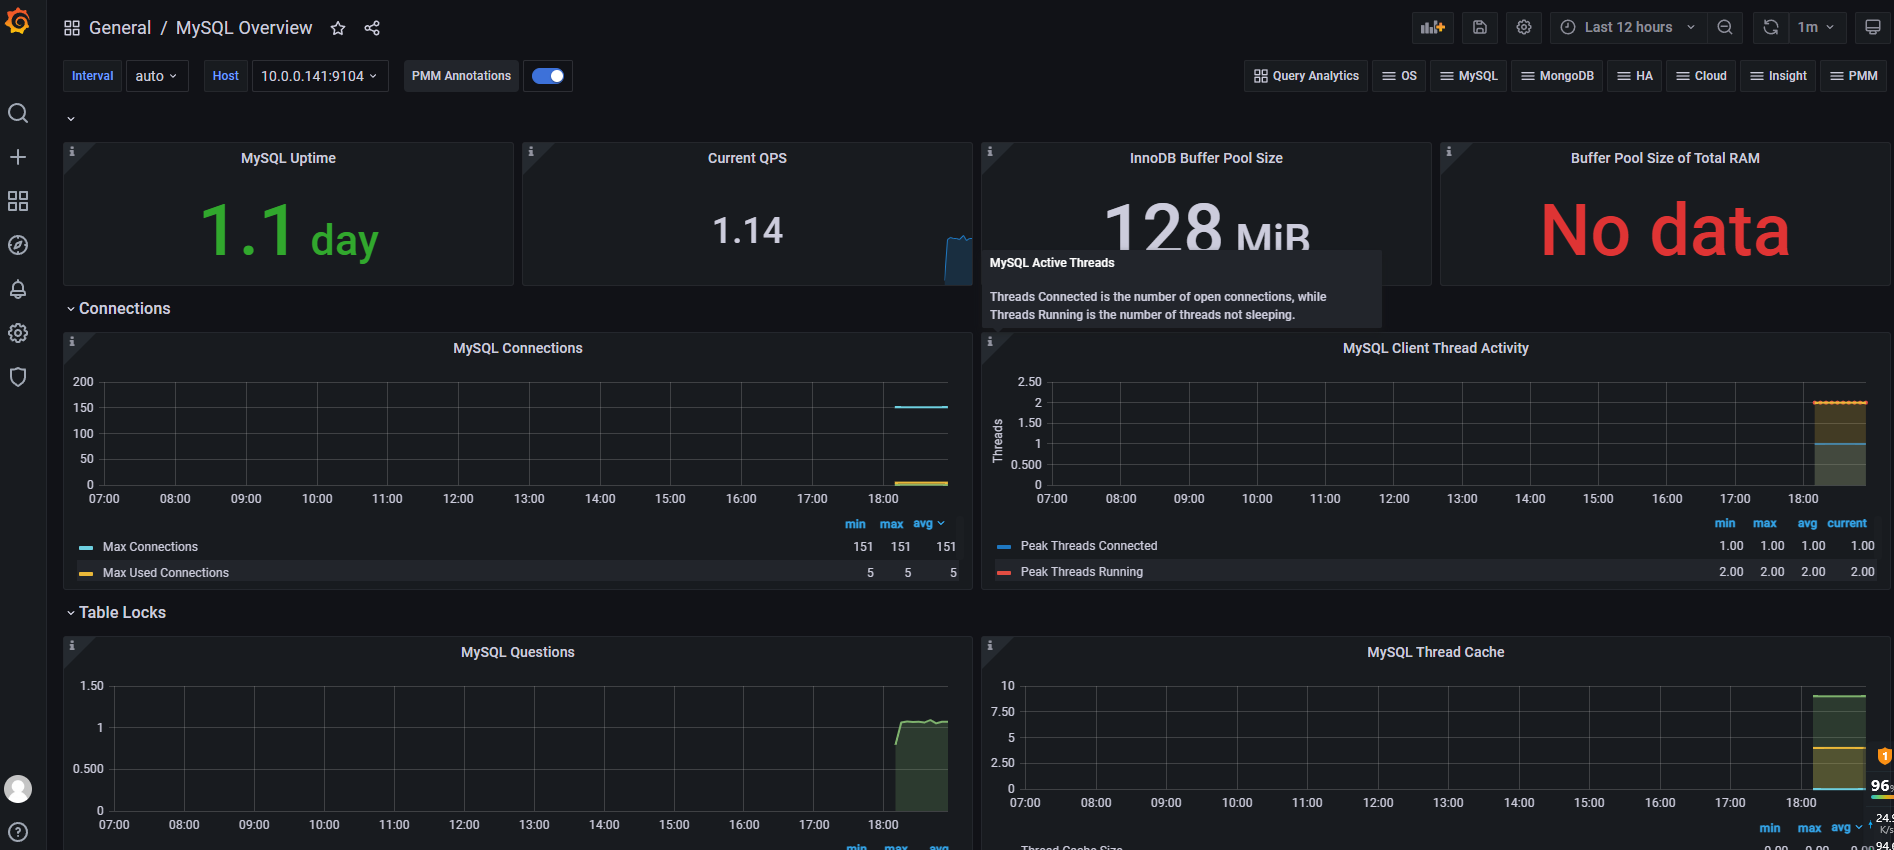 General / MySQL Overview
Last 12 hours
1m
Interval
auto
Host
10.0.0.141:9104
PMM Annotations
Query Analytics
OS
MySQL
MongoDB
HA
Cloud
Insight
PMM
MySQL Uptime
1.1 day
Current QPS
1.14
InnoDB Buffer Pool Size
128 MiB
Buffer Pool Size of Total RAM
No data
MySQL Active Threads
Threads Connected is the number of open connections, while
Threads Running is the number of threads not sleeping.
Connections
MySQL Connections
200
150
100
50
0
07:00 08:00 09:00 10:00 11:00 12:00 13:00 14:00 15:00 16:00 17:00 18:00
min max avg
Max Connections 151 151 151
Max Used Connections 5 5 5
MySQL Client Thread Activity
Threads
2.50
2
1.50
1
0.500
0
07:00 08:00 09:00 10:00 11:00 12:00 13:00 14:00 15:00 16:00 17:00 18:00
min max avg current
Peak Threads Connected 1.00 1.00 1.00 1.00
Peak Threads Running 2.00 2.00 2.00 2.00
Table Locks
MySQL Questions
1.50
1
0.500
0
07:00 08:00 09:00 10:00 11:00 12:00 13:00 14:00 15:00 16:00 17:00 18:00
min max avg
MySQL Thread Cache
10
7.50
5
2.50
0
07:00 08:00 09:00 10:00 11:00 12:00 13:00 14:00 15:00 16:00 17:00 18:00
min max avg
Thread Cache Size
1
96%
24.9
K/s